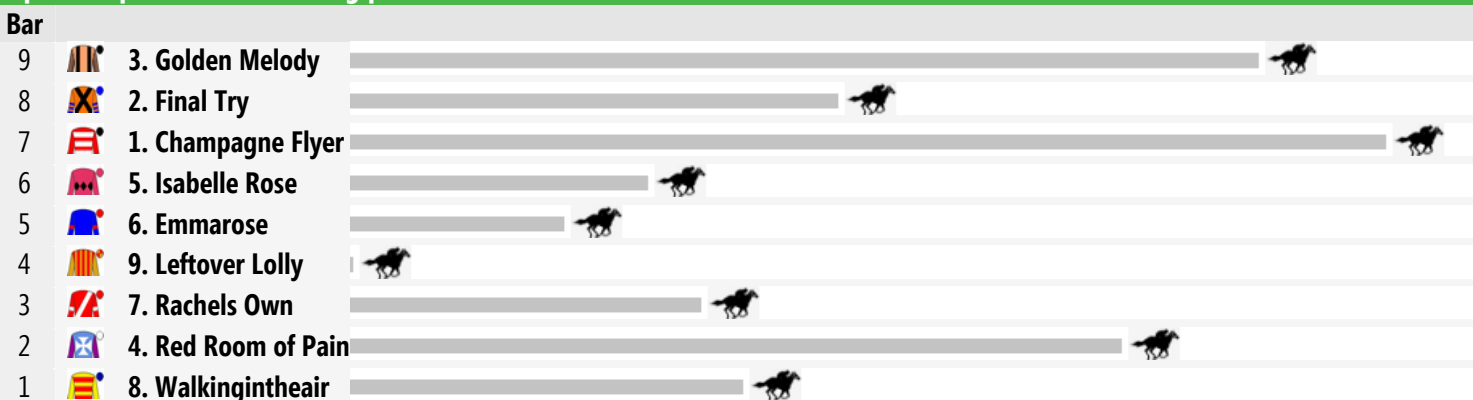 Bar
9 3. Golden Melody
8 2. Final Try
7 1. Champagne Flyer
6 5. Isabelle Rose
5 6. Emmarose
4 9. Leftover Lolly
3 7. Rachels Own
2 4. Red Room of Pain
1 8. Walkingintheair